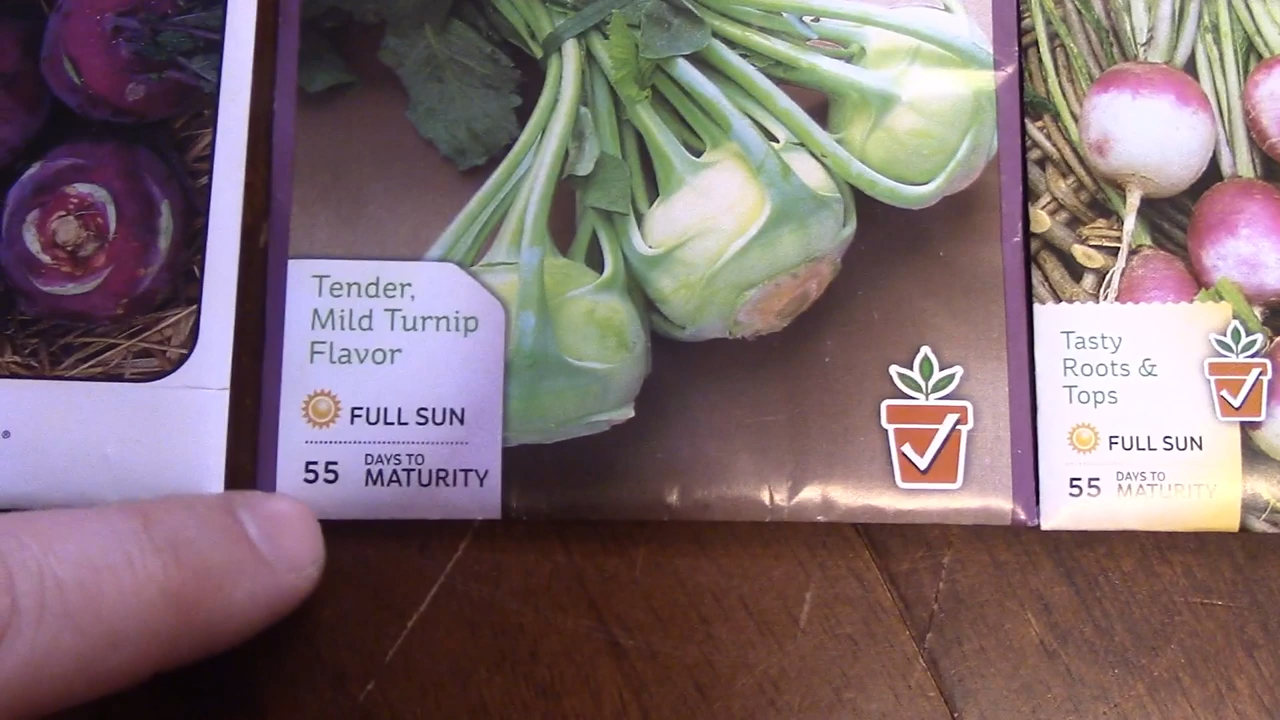 ®
Tender,
Mild Turnip
Flavor
FULL SUN
55 DAYS TO
MATURITY
Tasty
Roots &
Tops
FULL SUN
55 DAYS TO
MATURITY